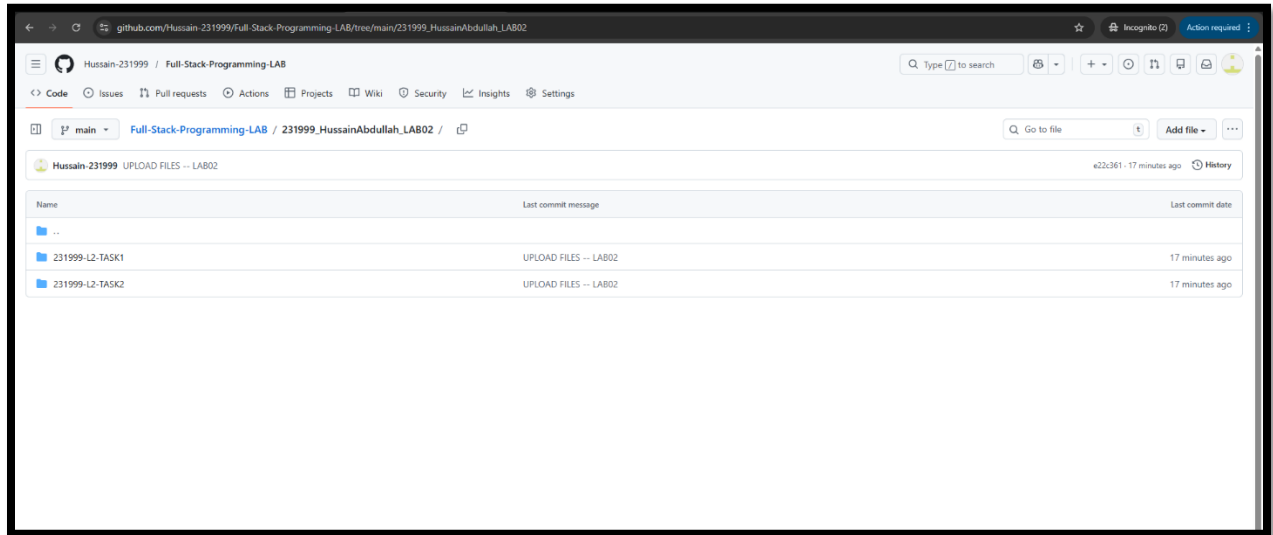 github.com/Hussain-231999/Full-Stack-Programming-LAB/tree/main/231999_HussainAbdullah_LAB02 Incognito (2) Action required
Hussain-231999 / Full-Stack-Programming-LAB Type / to search
Code Issues Pull requests Actions Projects Wiki Security Insights Settings
main Full-Stack-Programming-LAB / 231999_HussainAbdullah_LAB02 / Go to file t Add file
Hussain-231999 UPLOAD FILES -- LAB02 e22c361 · 17 minutes ago History
Name Last commit message Last commit date
..
231999-L2-TASK1 UPLOAD FILES -- LAB02 17 minutes ago
231999-L2-TASK2 UPLOAD FILES -- LAB02 17 minutes ago